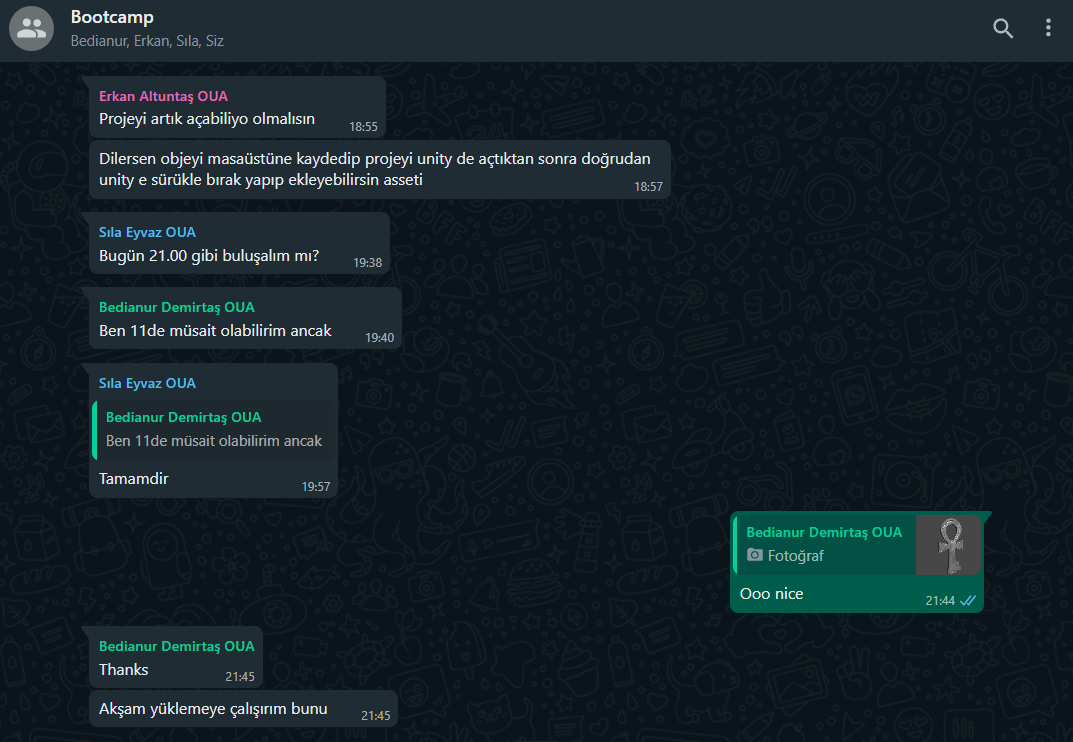 Bootcamp
Bedianur, Erkan, Sıla, Siz
Erkan Altuntaş OUA
Projeyi artık açabiliyo olmalısın
18:55
Dilersen objeyi masaüstüne kaydedip projeyi unity de açtıktan sonra doğrudan
unity e sürükle bırak yapıp ekleyebilirsin asseti
18:57
Sıla Eyvaz OUA
Bugün 21.00 gibi buluşalım mı?
19:38
Bedianur Demirtaş OUA
Ben 11de müsait olabilirim ancak
19:40
Sıla Eyvaz OUA
Bedianur Demirtaş OUA
Ben 11de müsait olabilirim ancak
Tamamdir
19:57
Bedianur Demirtaş OUA
Fotoğraf
Ooo nice
21:44
Bedianur Demirtaş OUA
Thanks
21:45
Akşam yüklemeye çalışırım bunu
21:45